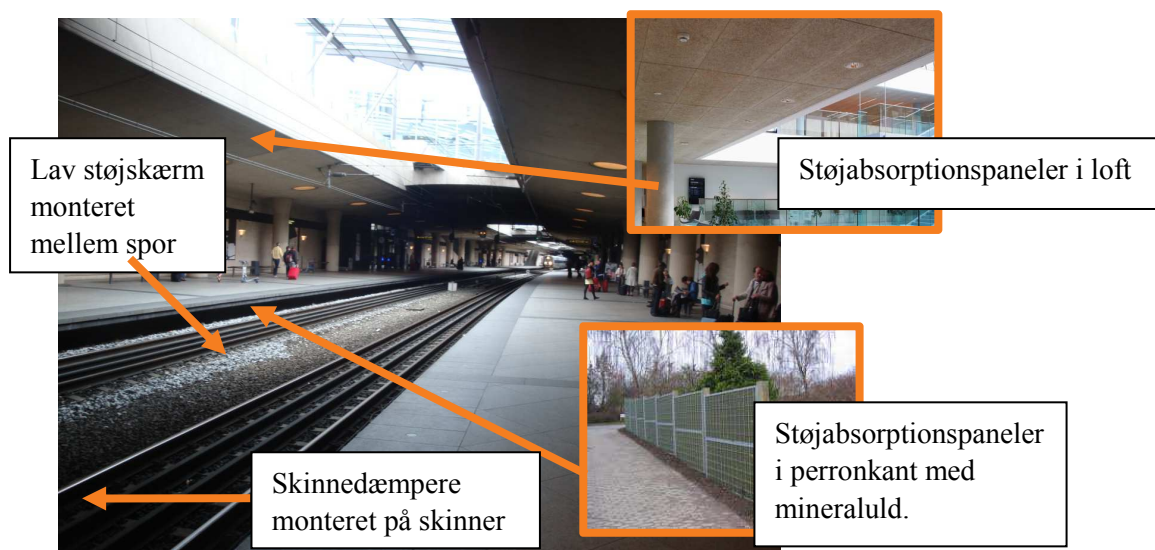 Lav støjskærm
monteret
mellem spor
Støjabsorptionspaneler i loft
Skinnedæmpere
monteret på skinner
Støjabsorptionspaneler
i perronkant med
mineraluld.